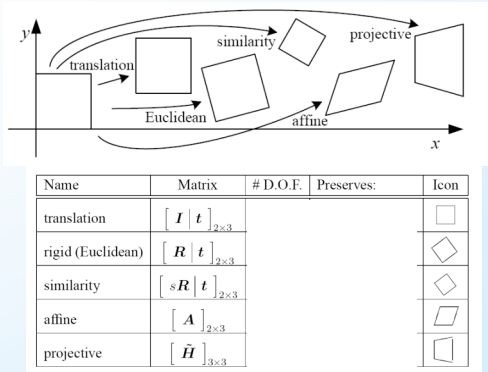 y
similarity
projective
translation
Euclidean
affine
x
Name Matrix # D.O.F. Preserves: Icon
translation [ I | t ]2×3
rigid (Euclidean) [ R | t ]2×3
similarity [ sR | t ]2×3
affine [ A ]2×3
projective [ H̃ ]3×3